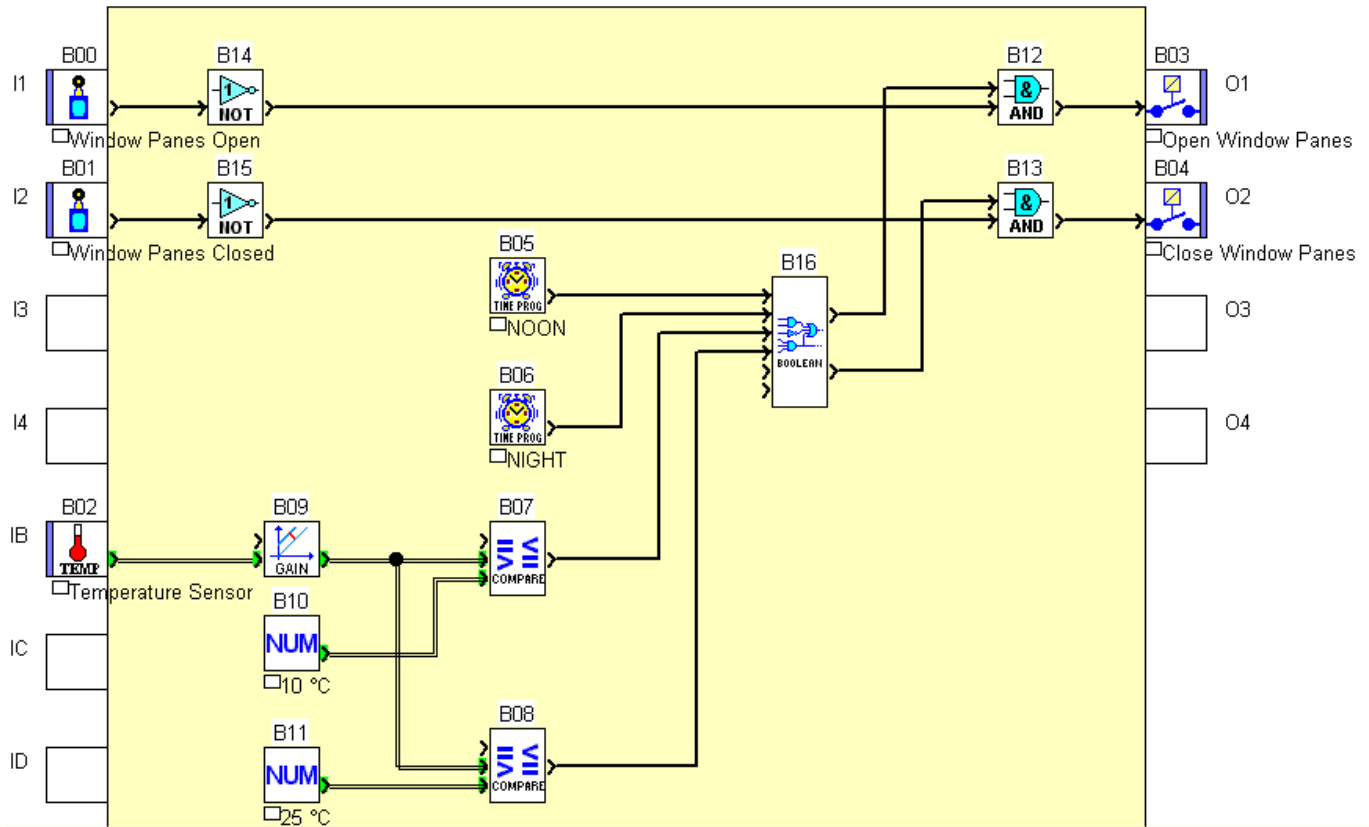 B00 B14 B12 B03
I1 1 & O1
NOT AND
Window Panes Open Open Window Panes
B01 B15 B13 B04
I2 1 & O2
NOT AND
Window Panes Closed Close Window Panes
B05 B16
TIME PROG
I3 NOON O3
BOOLEAN
B06
I4 O4
TIME PROG
NIGHT
B02 B09 B07
IB
TEMP GAIN COMPARE
Temperature Sensor
B10
IC NUM
10 °C
B11 B08
ID NUM COMPARE
25 °C